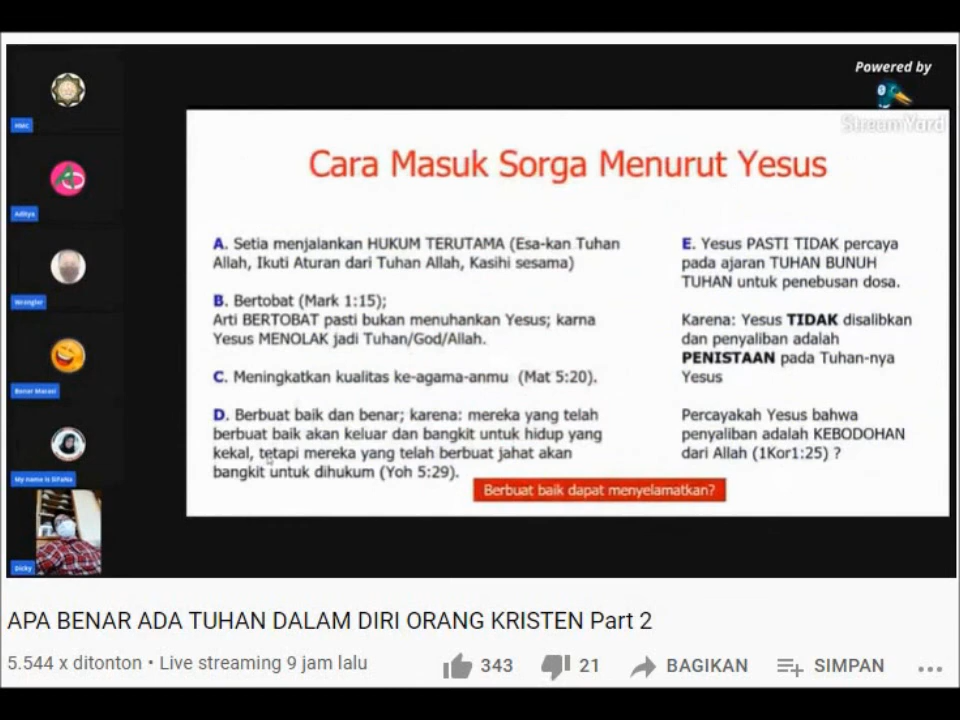 Powered by
StreamYard
HMC
Aditya
Wrongler
Benar Marasi
My name is SiPaNa
Dicky
Cara Masuk Sorga Menurut Yesus
A. Setia menjalankan HUKUM TERUTAMA (Esa-kan Tuhan
Allah, Ikuti Aturan dari Tuhan Allah, Kasihi sesama)
B. Bertobat (Mark 1:15);
Arti BERTOBAT pasti bukan menuhankan Yesus; karna
Yesus MENOLAK jadi Tuhan/God/Allah.
C. Meningkatkan kualitas ke-agama-anmu (Mat 5:20).
D. Berbuat baik dan benar; karena: mereka yang telah
berbuat baik akan keluar dan bangkit untuk hidup yang
kekal, tetapi mereka yang telah berbuat jahat akan
bangkit untuk dihukum (Yoh 5:29).
E. Yesus PASTI TIDAK percaya
pada ajaran TUHAN BUNUH
TUHAN untuk penebusan dosa.
Karena: Yesus TIDAK disalibkan
dan penyaliban adalah
PENISTAAN pada Tuhan-nya
Yesus
Percayakah Yesus bahwa
penyaliban adalah KEBODOHAN
dari Allah (1Kor1:25) ?
Berbuat baik dapat menyelamatkan?
APA BENAR ADA TUHAN DALAM DIRI ORANG KRISTEN Part 2
5.544 x ditonton • Live streaming 9 jam lalu
343
21
BAGIKAN
SIMPAN